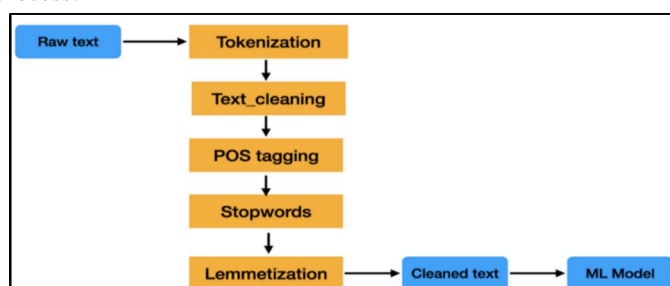 Raw text
Tokenization
Text_cleaning
POS tagging
Stopwords
Lemmetization
Cleaned text
ML Model